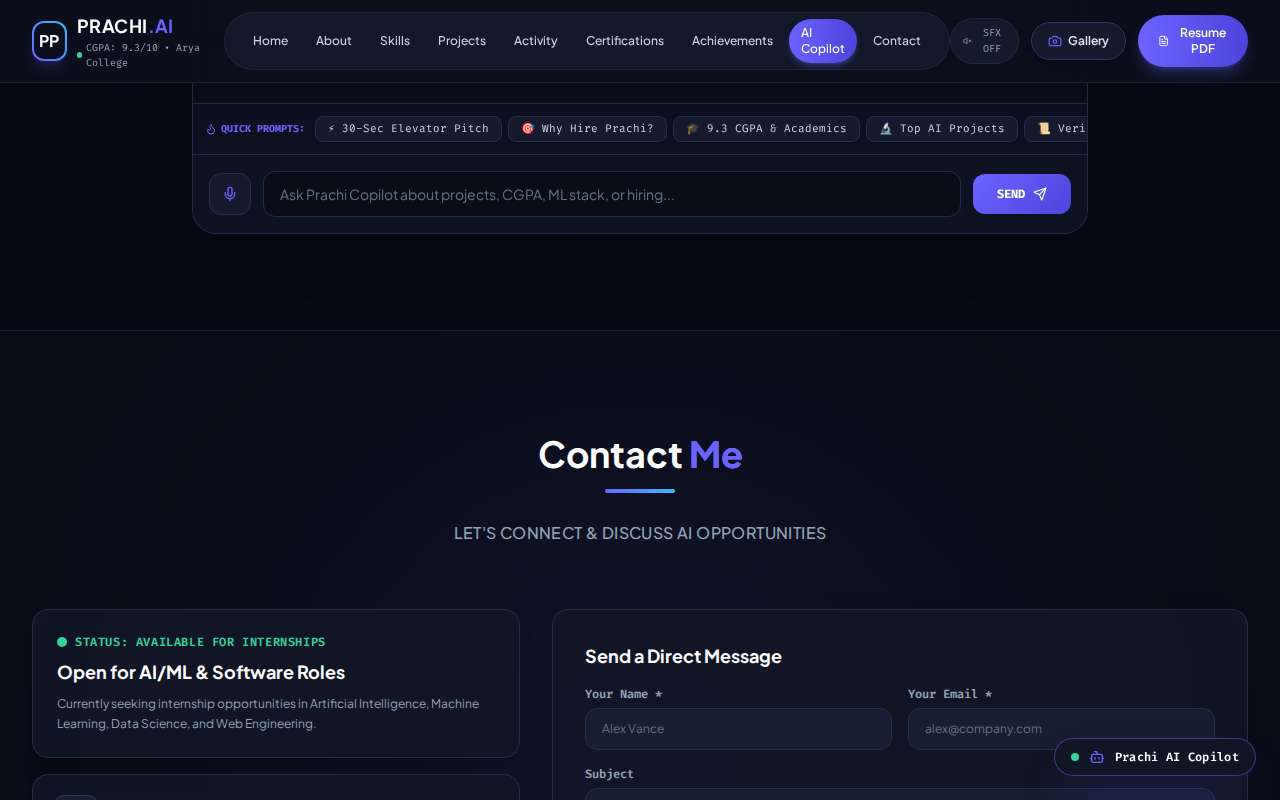 PP
PRACHI.AI
CGPA: 9.3/10 • Arya
College
Home
About
Skills
Projects
Activity
Certifications
Achievements
AI
Copilot
Contact
SFX
OFF
Gallery
Resume
PDF
QUICK PROMPTS:
⚡ 30-Sec Elevator Pitch
🎯 Why Hire Prachi?
🎓 9.3 CGPA & Academics
🔬 Top AI Projects
📜 Veri
Ask Prachi Copilot about projects, CGPA, ML stack, or hiring...
SEND
Contact Me
LET'S CONNECT & DISCUSS AI OPPORTUNITIES
STATUS: AVAILABLE FOR INTERNSHIPS
Open for AI/ML & Software Roles
Currently seeking internship opportunities in Artificial Intelligence, Machine
Learning, Data Science, and Web Engineering.
Send a Direct Message
Your Name *
Your Email *
Alex Vance
alex@company.com
Prachi AI Copilot
Subject